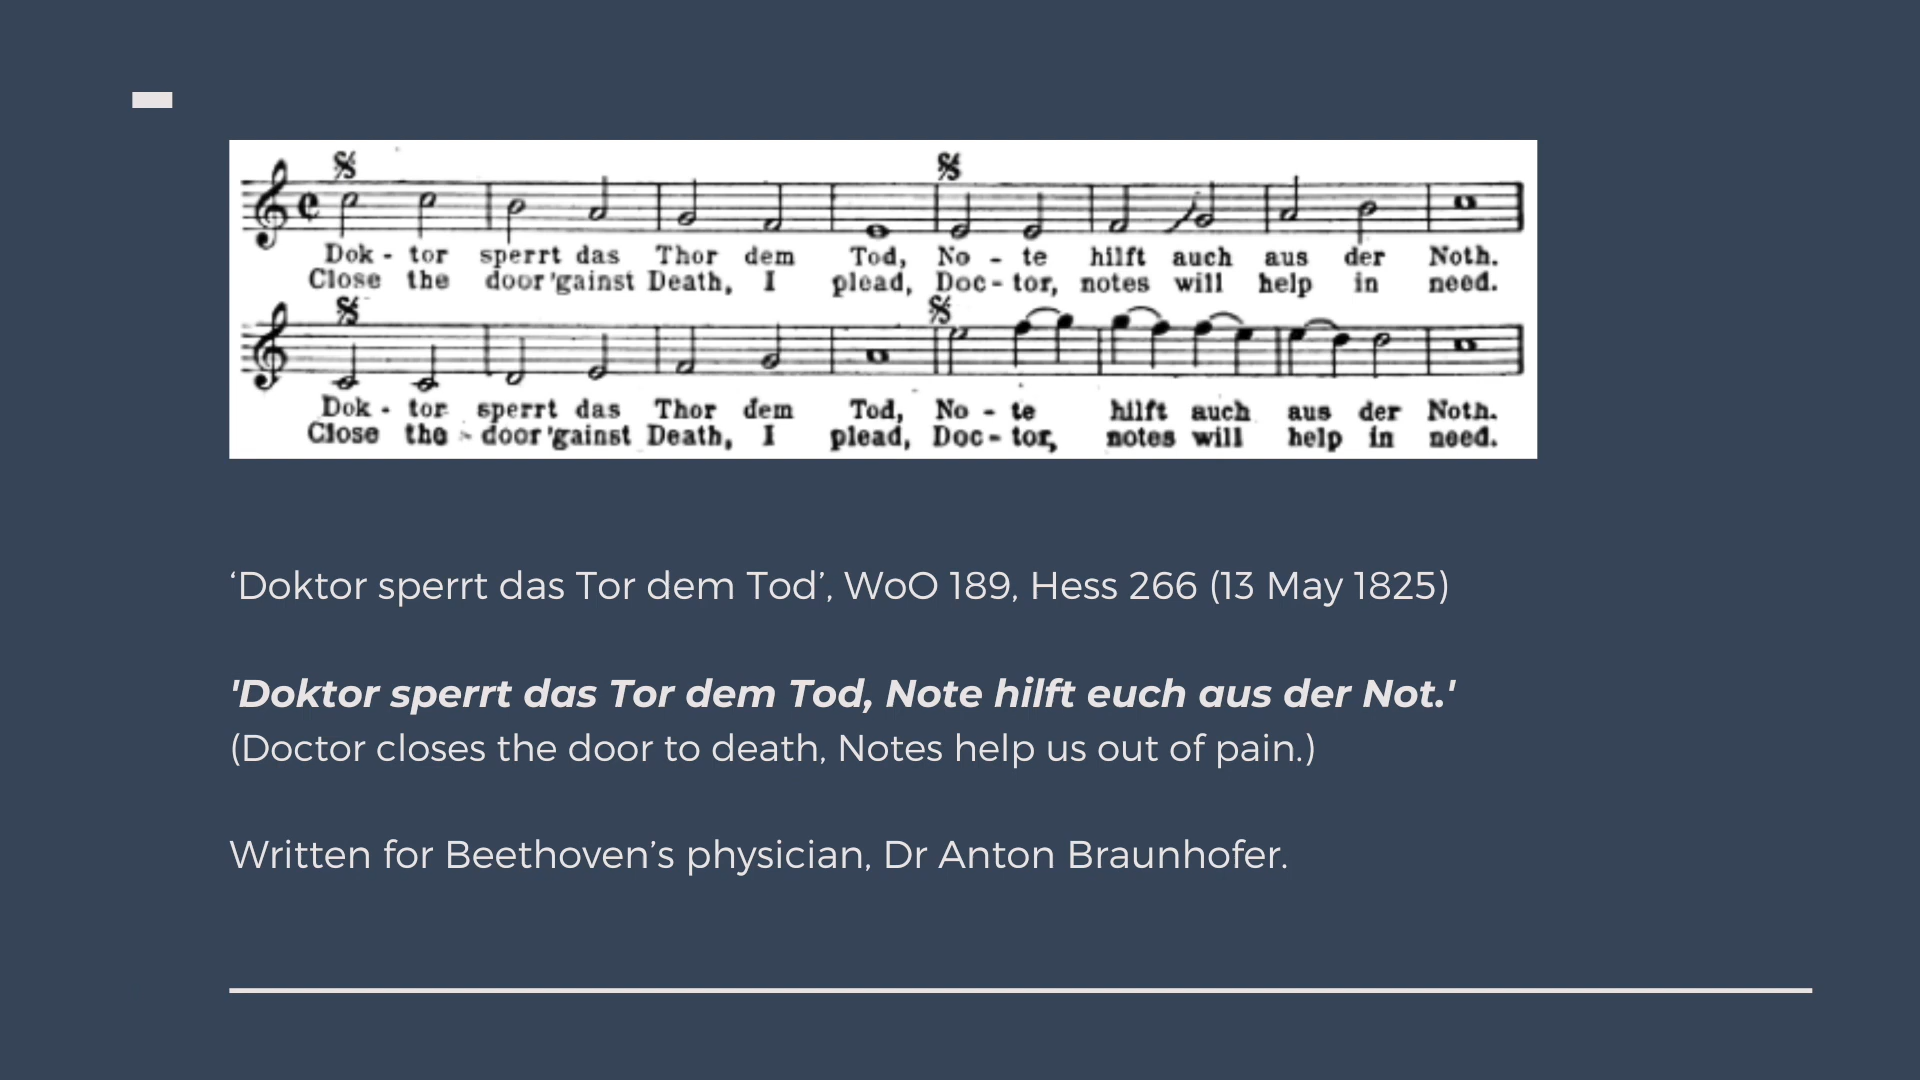 Dok - tor sperrt das Thor dem Tod, No - te hilft auch aus der Noth.
Close the door 'gainst Death, I plead, Doc - tor, notes will help in need.
Dok - tor sperrt das Thor dem Tod, No - te hilft auch aus der Noth.
Close the door 'gainst Death, I plead, Doc - tor, notes will help in need.
‘Doktor sperrt das Tor dem Tod’, WoO 189, Hess 266 (13 May 1825)
'Doktor sperrt das Tor dem Tod, Note hilft euch aus der Not.'
(Doctor closes the door to death, Notes help us out of pain.)
Written for Beethoven’s physician, Dr Anton Braunhofer.